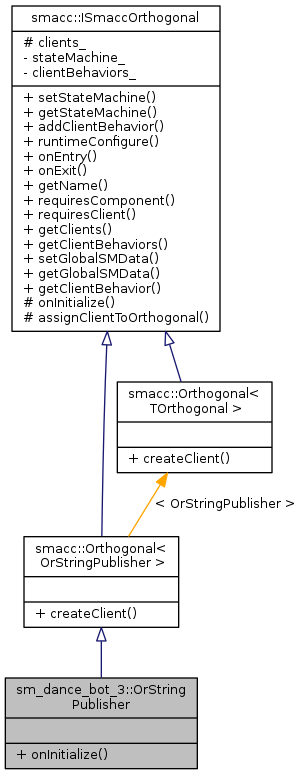 smacc::ISmaccOrthogonal
# clients_
- stateMachine_
- clientBehaviors_
+ setStateMachine()
+ getStateMachine()
+ addClientBehavior()
+ runtimeConfigure()
+ onEntry()
+ onExit()
+ getName()
+ requiresComponent()
+ requiresClient()
+ getClients()
+ getClientBehaviors()
+ setGlobalSMData()
+ getGlobalSMData()
+ getClientBehavior()
# onInitialize()
# assignClientToOrthogonal()
smacc::Orthogonal<
TOrthogonal >
+ createClient()
< OrStringPublisher >
smacc::Orthogonal<
OrStringPublisher >
+ createClient()
sm_dance_bot_3::OrString
Publisher
+ onInitialize()